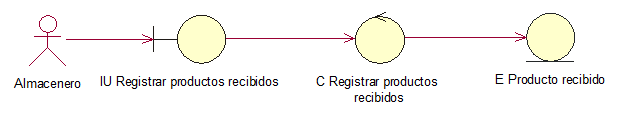 Almacenero
IU Registrar productos recibidos
C Registrar productos
recibidos
E Producto recibido